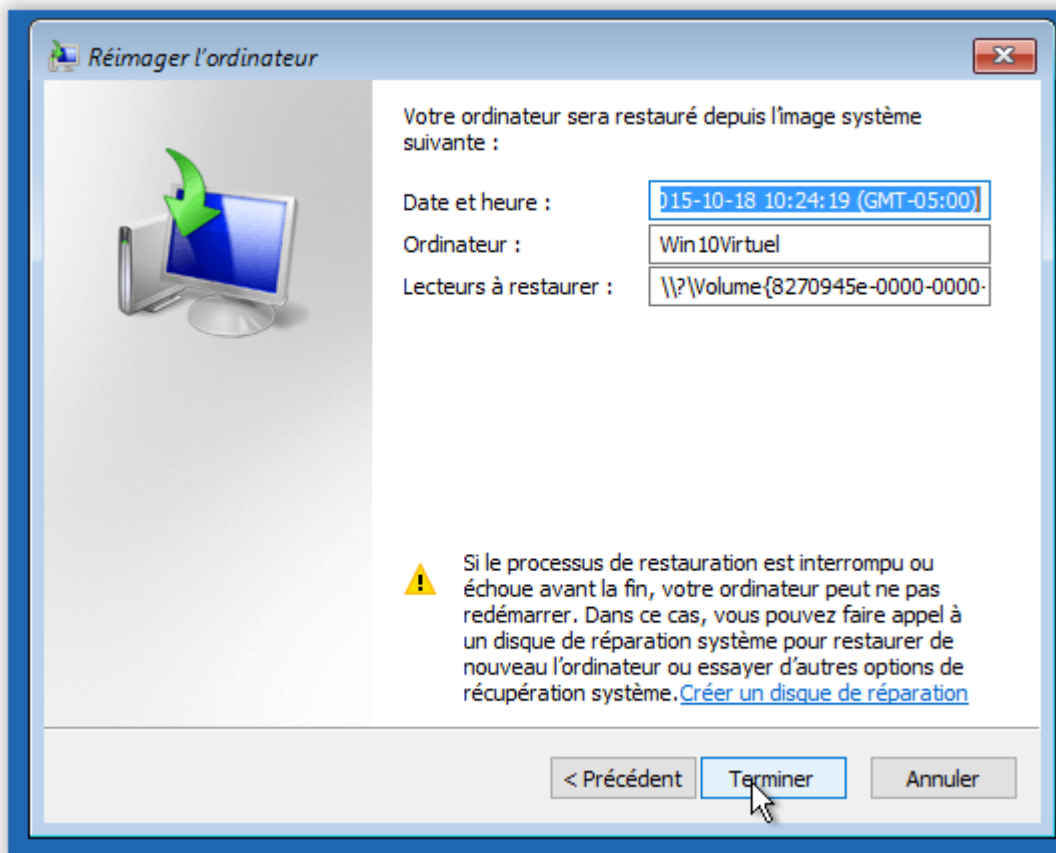 Réimager l'ordinateur
Votre ordinateur sera restauré depuis l'image système
suivante :
Date et heure : 015-10-18 10:24:19 (GMT-05:00)
Ordinateur : Win10Virtuel
Lecteurs à restaurer : \\?\Volume{8270945e-0000-0000-
Si le processus de restauration est interrompu ou
échoue avant la fin, votre ordinateur peut ne pas
redémarrer. Dans ce cas, vous pouvez faire appel à
un disque de réparation système pour restaurer de
nouveau l'ordinateur ou essayer d'autres options de
récupération système.Créer un disque de réparation
< Précédent Terminer Annuler